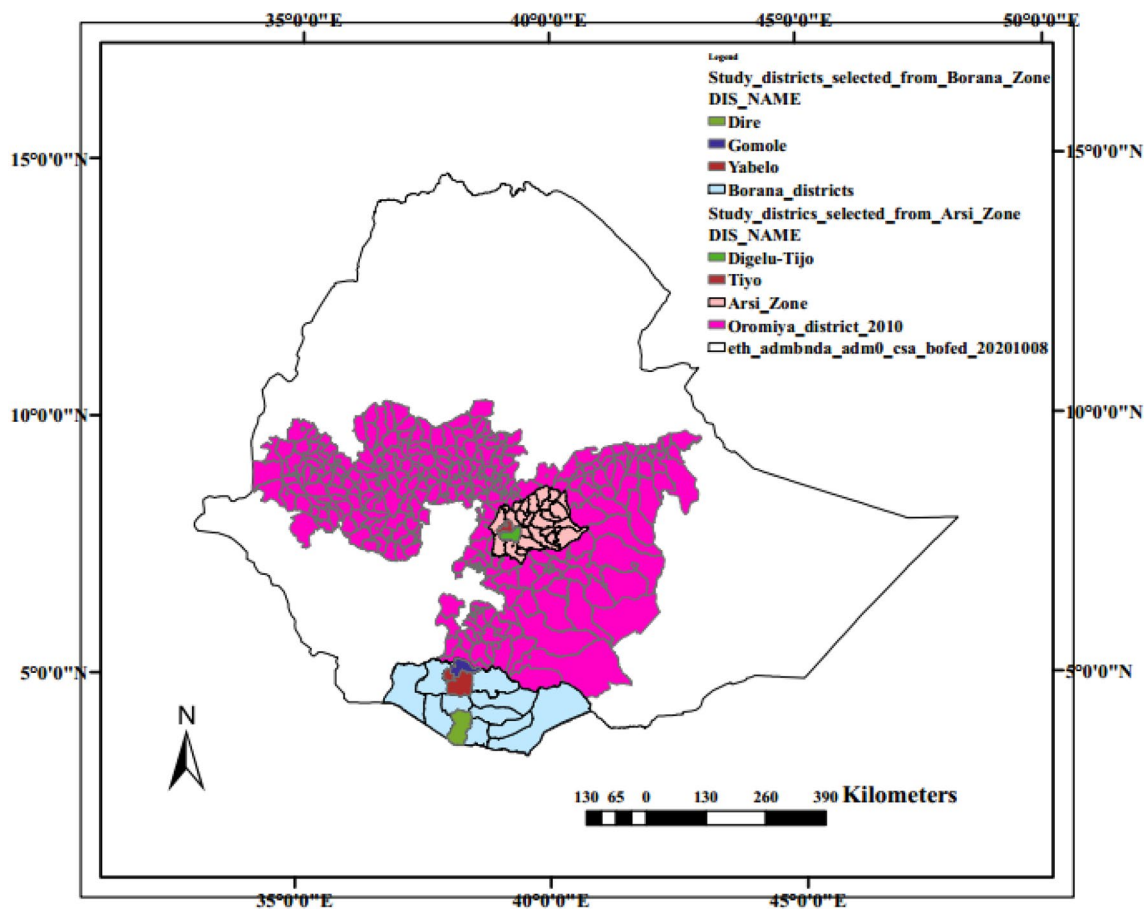 35°0'0"E 40°0'0"E 45°0'0"E 50°0'0"E
Legend
Study_districts_selected_from_Borana_Zone
DIS_NAME
Dire
Gomole
Yabelo
Borana_districts
Study_districs_selected_from_Arsi_Zone
DIS_NAME
Digelu-Tijo
Tiyo
Arsi_Zone
Oromiya_district_2010
eth_admbnda_adm0_csa_bofed_20201008
15°0'0"N 15°0'0"N
10°0'0"N 10°0'0"N
5°0'0"N 5°0'0"N
N
130 65 0 130 260 390 Kilometers
35°0'0"E 40°0'0"E 45°0'0"E